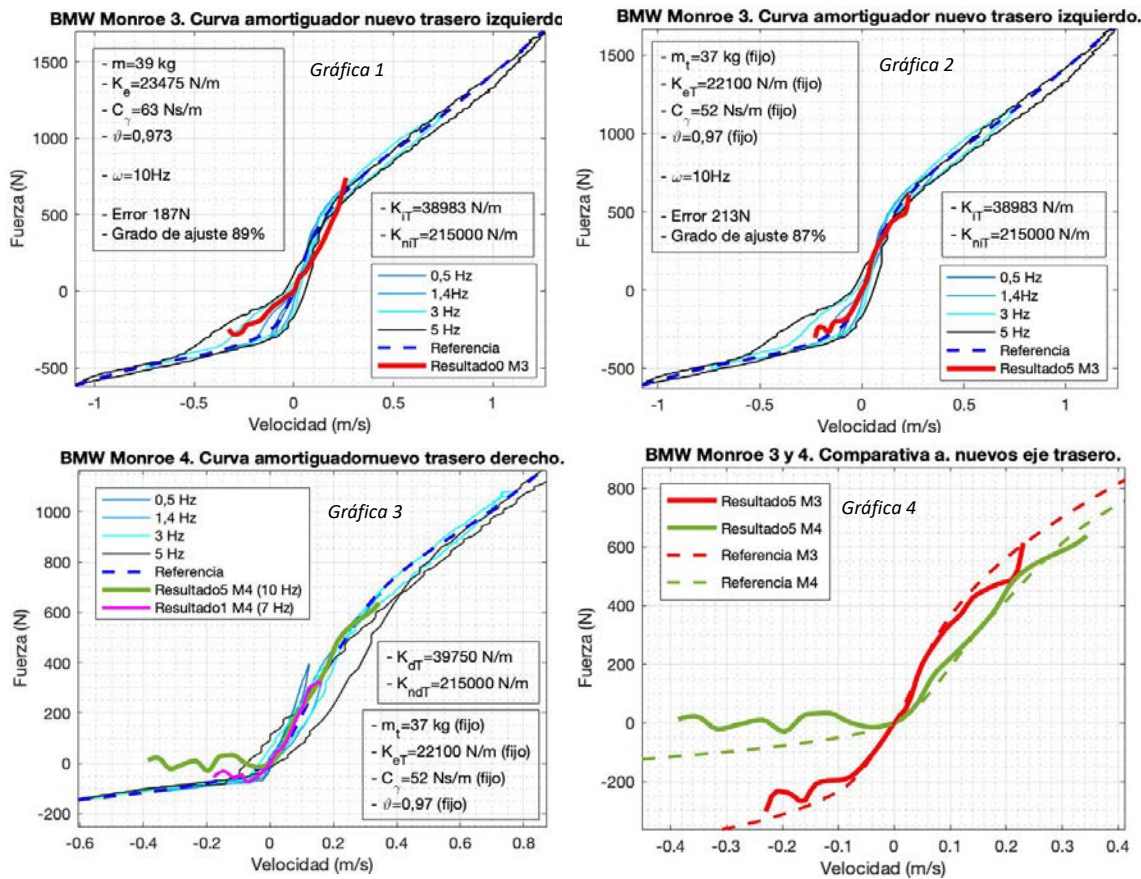 BMW Monroe 3. Curva amortiguador nuevo trasero izquierdo
Gráfica 1
- m=39 kg
- Ke=23475 N/m
- Cγ=63 Ns/m
- ϑ=0,973
- ω=10Hz
- Error 187N
- Grado de ajuste 89%
- KiT=38983 N/m
- KniT=215000 N/m
0,5 Hz
1,4Hz
3 Hz
5 Hz
Referencia
Resultado0 M3
Fuerza (N)
1500
1000
500
0
-500
-1
-0.5
0
0.5
1
Velocidad (m/s)
BMW Monroe 3. Curva amortiguador nuevo trasero izquierdo.
Gráfica 2
- mt=37 kg (fijo)
- KeT=22100 N/m (fijo)
- Cγ=52 Ns/m (fijo)
- ϑ=0,97 (fijo)
- ω=10Hz
- Error 213N
- Grado de ajuste 87%
- KiT=38983 N/m
- KniT=215000 N/m
0,5 Hz
1,4Hz
3 Hz
5 Hz
Referencia
Resultado5 M3
Fuerza (N)
1500
1000
500
0
-500
-1
-0.5
0
0.5
1
Velocidad (m/s)
BMW Monroe 4. Curva amortiguadornuevo trasero derecho.
Gráfica 3
0,5 Hz
1,4 Hz
3 Hz
5 Hz
Referencia
Resultado5 M4 (10 Hz)
Resultado1 M4 (7 Hz)
- KdT=39750 N/m
- KndT=215000 N/m
- mt=37 kg (fijo)
- KeT=22100 N/m (fijo)
- Cγ=52 Ns/m (fijo)
- ϑ=0,97 (fijo)
Fuerza (N)
1000
800
600
400
200
0
-200
-0.6
-0.4
-0.2
0
0.2
0.4
0.6
0.8
Velocidad (m/s)
BMW Monroe 3 y 4. Comparativa a. nuevos eje trasero.
Gráfica 4
Resultado5 M3
Resultado5 M4
Referencia M3
Referencia M4
Fuerza (N)
800
600
400
200
0
-200
-0.4
-0.3
-0.2
-0.1
0
0.1
0.2
0.3
0.4
Velocidad (m/s)